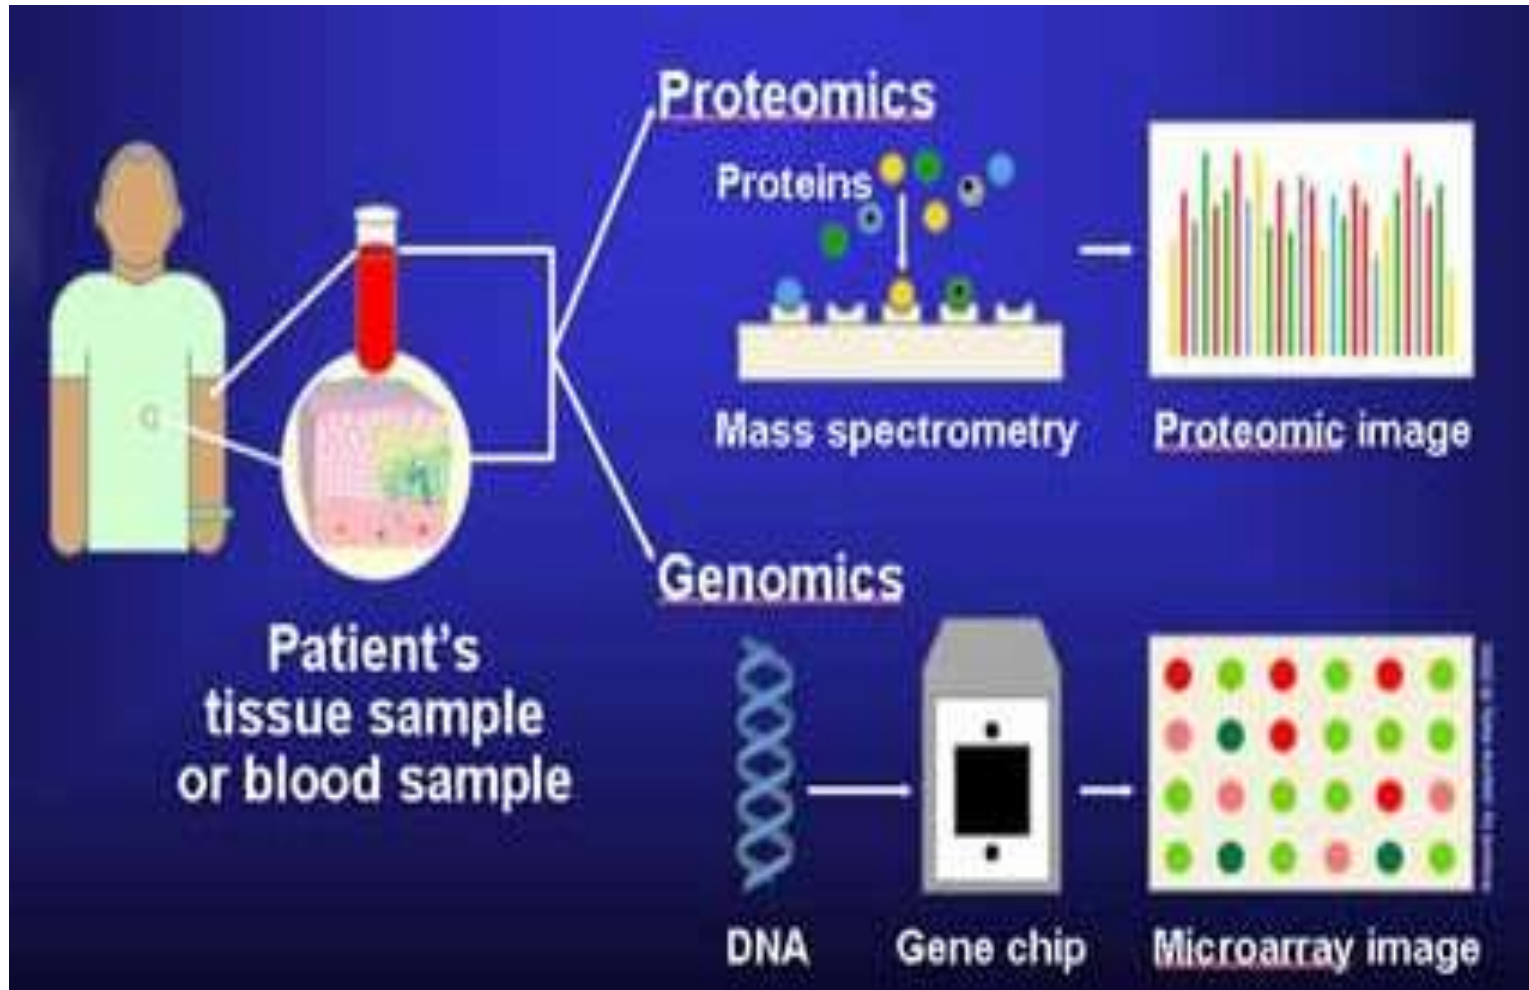 Proteomics
Proteins
Mass spectrometry
Proteomic image
Patient's
tissue sample
or blood sample
Genomics
DNA
Gene chip
Microarray image